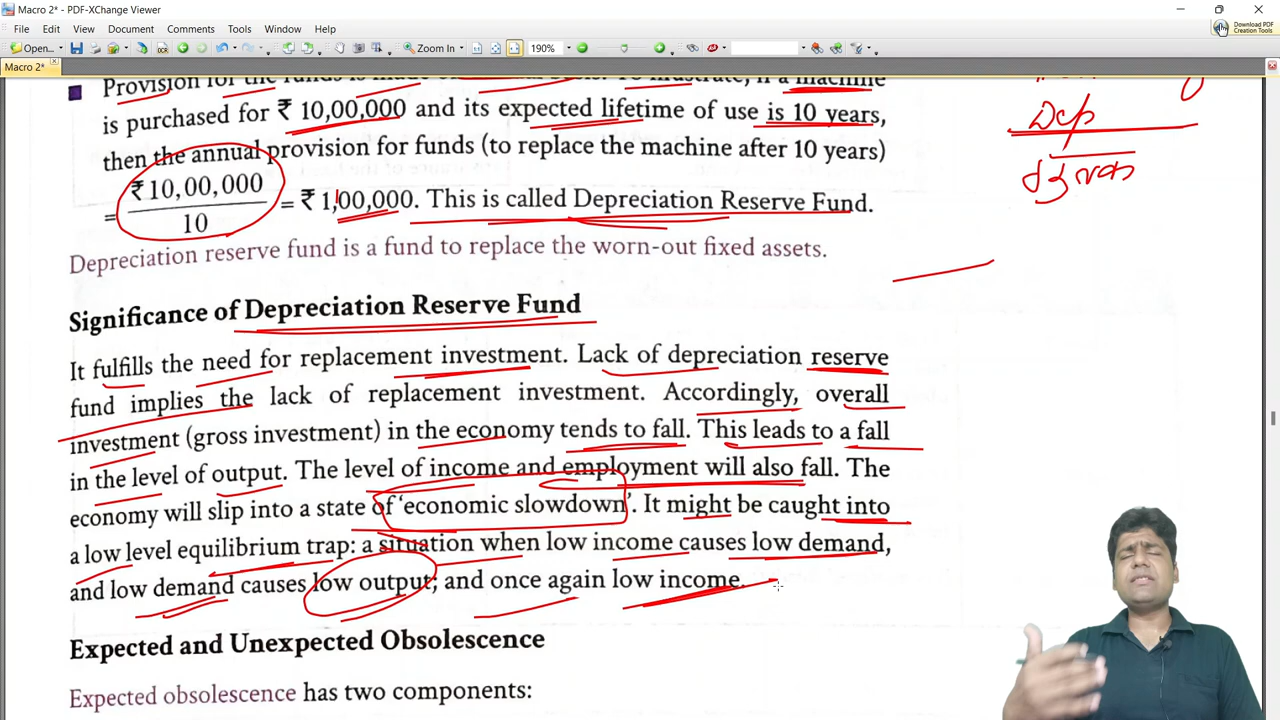 Macro 2* - PDF-XChange Viewer
File Edit View Document Comments Tools Window Help
Download PDF
Creation Tools
Open... Zoom In 190%
Macro 2*
Provision for the funds is made machine
is purchased for ₹ 10,00,000 and its expected lifetime of use is 10 years,
then the annual provision for funds (to replace the machine after 10 years)
= ₹ 10,00,000 / 10 = ₹ 1,00,000. This is called Depreciation Reserve Fund.
Depreciation reserve fund is a fund to replace the worn-out fixed assets.
Significance of Depreciation Reserve Fund
It fulfills the need for replacement investment. Lack of depreciation reserve
fund implies the lack of replacement investment. Accordingly, overall
investment (gross investment) in the economy tends to fall. This leads to a fall
in the level of output. The level of income and employment will also fall. The
economy will slip into a state of 'economic slowdown'. It might be caught into
a low level equilibrium trap: a situation when low income causes low demand,
and low demand causes low output; and once again low income.
Expected and Unexpected Obsolescence
Expected obsolescence has two components:
Dep